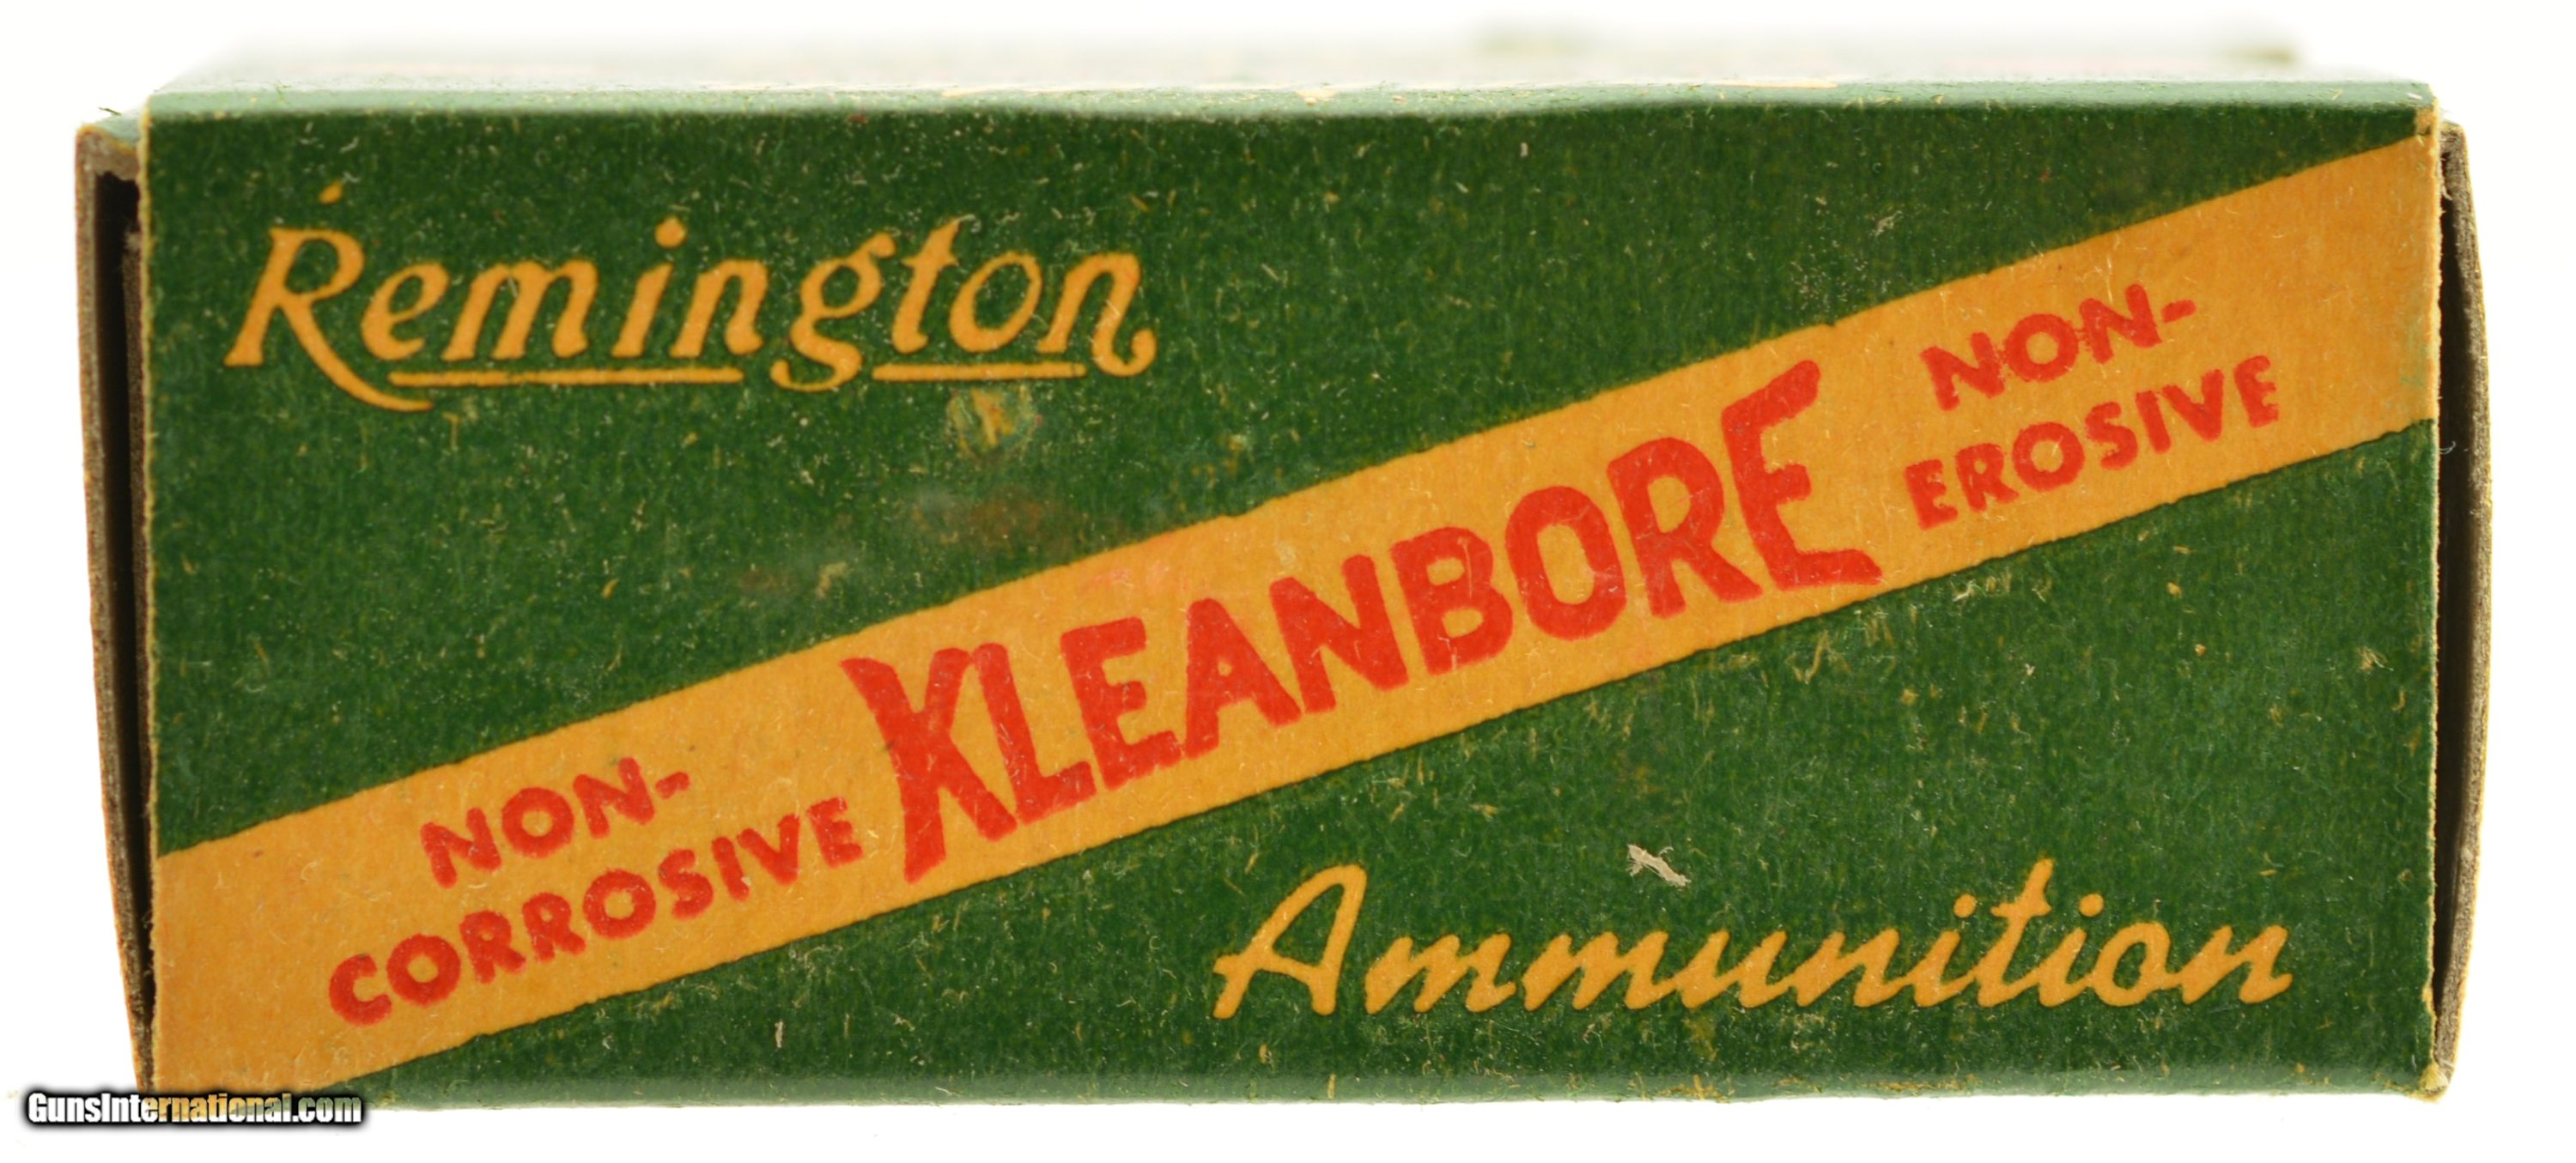 Remington
NON-
CORROSIVE
KLEANBORE
NON-
EROSIVE
Ammunition
GunsInternational.com